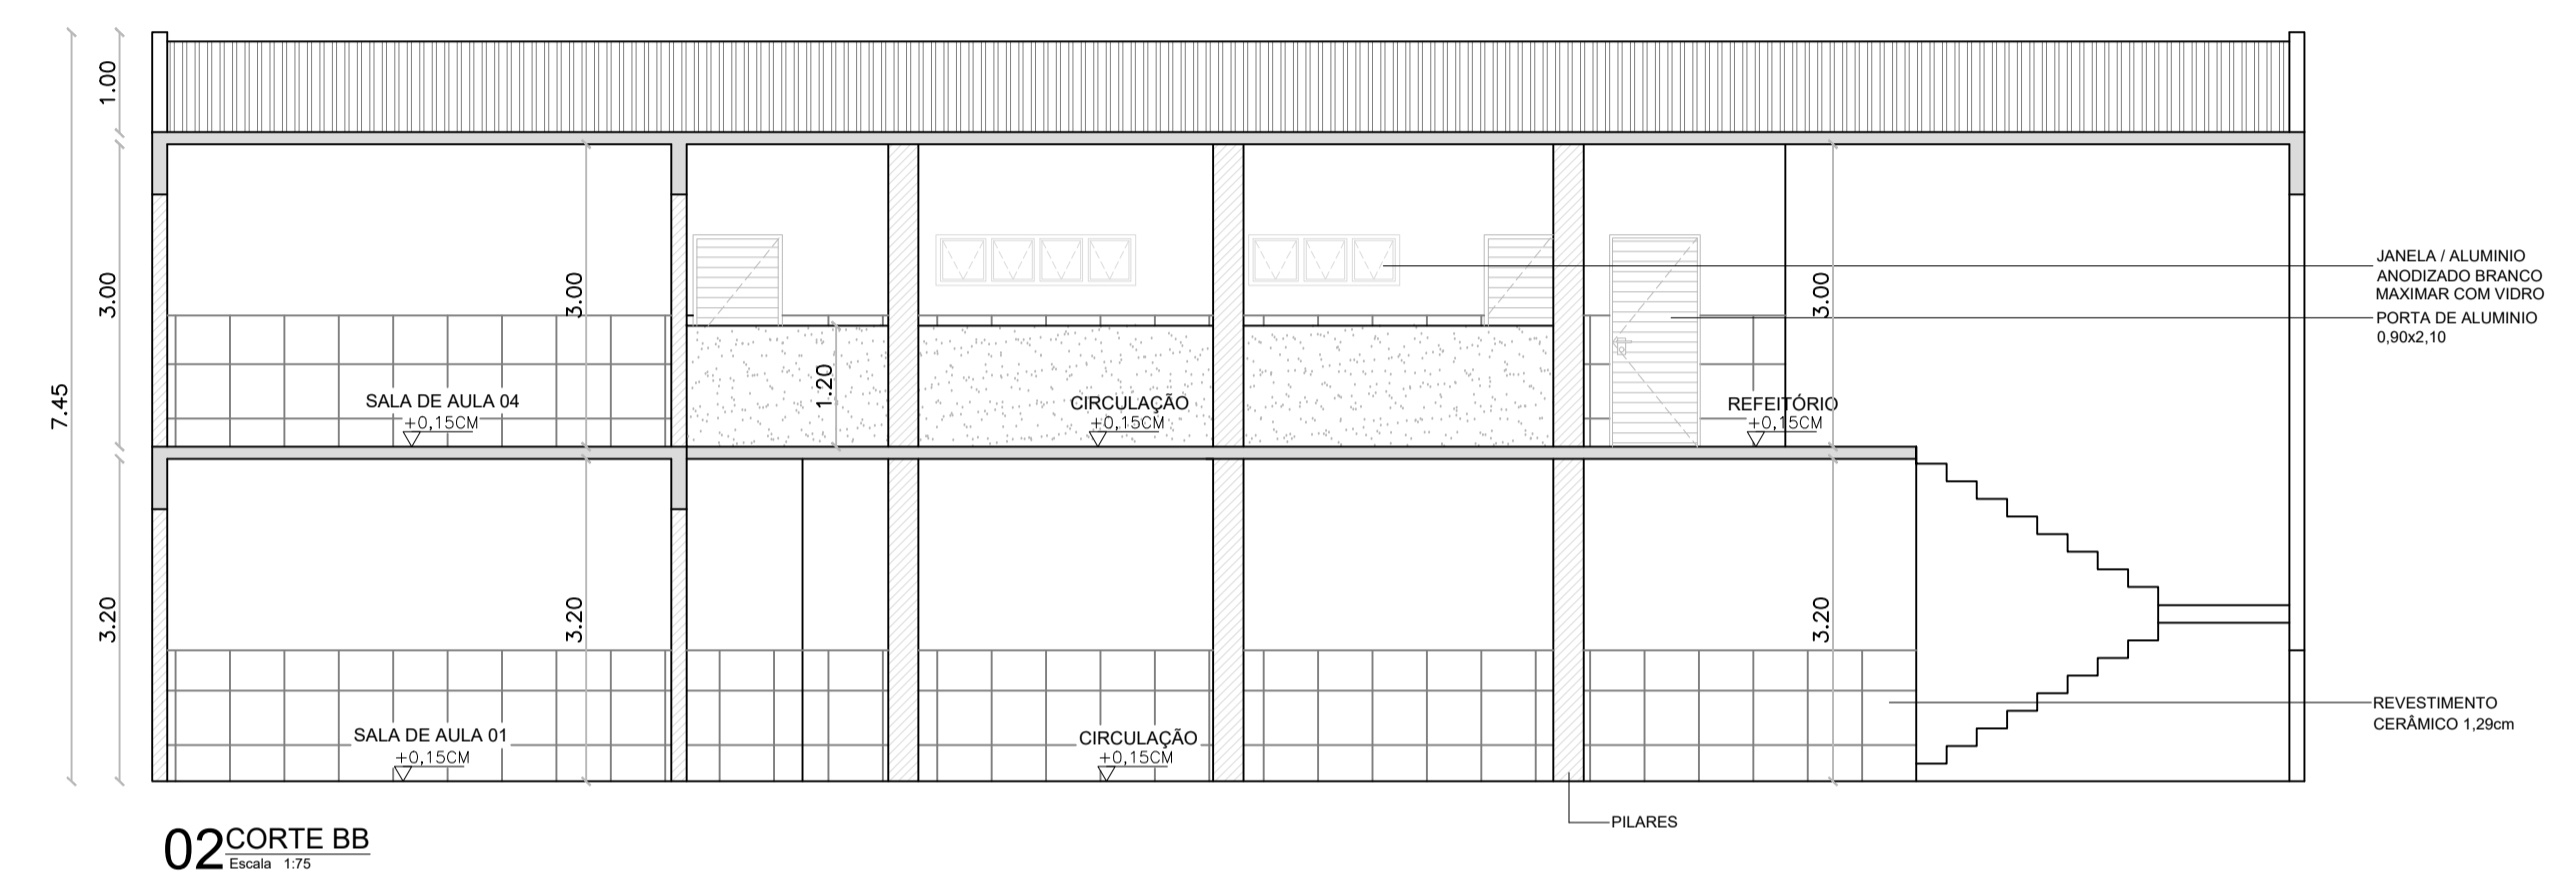 1.00
3.00
7.45
3.20
3.00
3.20
1.20
3.00
3.20
SALA DE AULA 04
+0,15CM
CIRCULAÇÃO
+0,15CM
REFEITÓRIO
+0,15CM
SALA DE AULA 01
+0,15CM
CIRCULAÇÃO
+0,15CM
JANELA / ALUMINIO
ANODIZADO BRANCO
MAXIMAR COM VIDRO
PORTA DE ALUMINIO
0,90x2,10
REVESTIMENTO
CERÂMICO 1,29cm
PILARES
02 CORTE BB
Escala 1:75